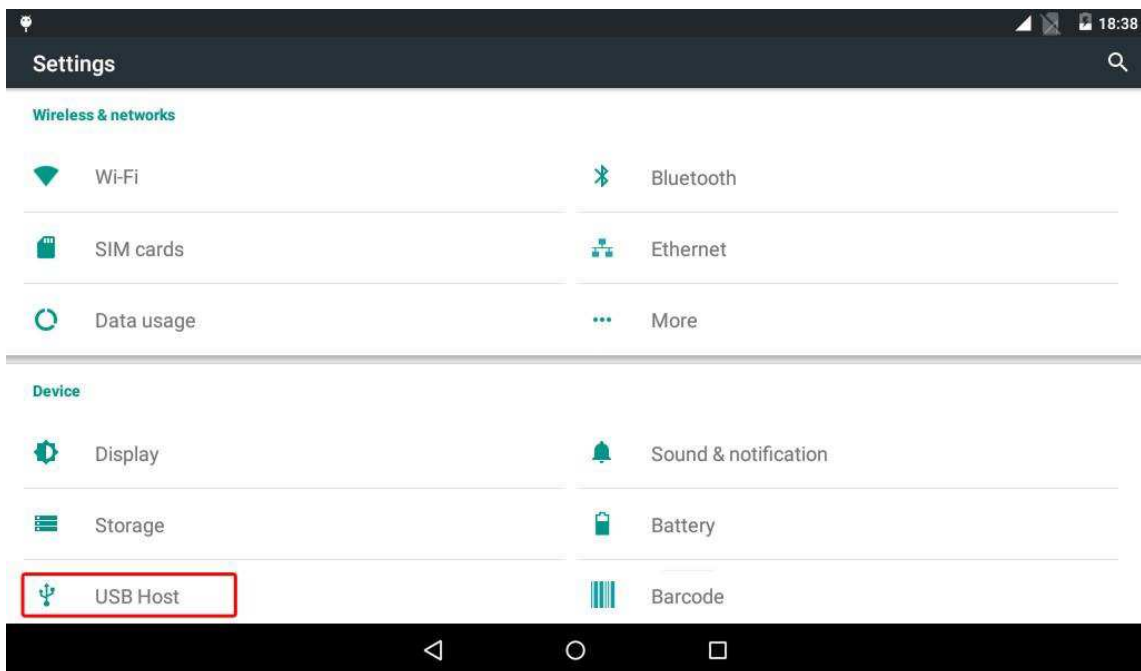 18:38
Settings
Wireless & networks
Wi-Fi
Bluetooth
SIM cards
Ethernet
Data usage
More
Device
Display
Sound & notification
Storage
Battery
USB Host
Barcode